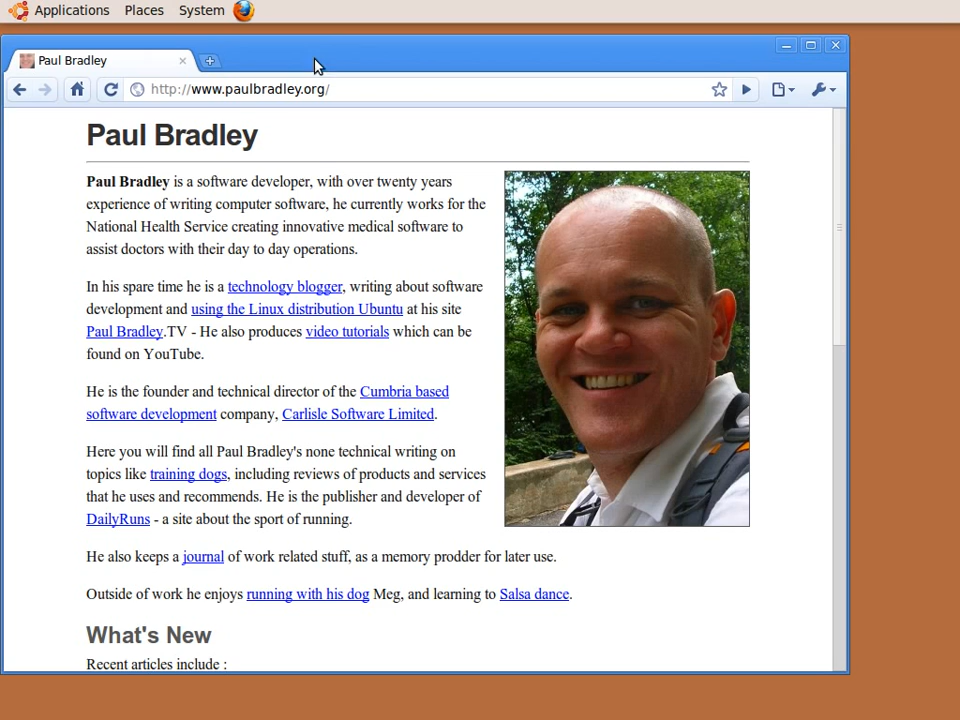 Applications Places System
Paul Bradley
http://www.paulbradley.org/
Paul Bradley
Paul Bradley is a software developer, with over twenty years
experience of writing computer software, he currently works for the
National Health Service creating innovative medical software to
assist doctors with their day to day operations.
In his spare time he is a technology blogger, writing about software
development and using the Linux distribution Ubuntu at his site
Paul Bradley.TV - He also produces video tutorials which can be
found on YouTube.
He is the founder and technical director of the Cumbria based
software development company, Carlisle Software Limited.
Here you will find all Paul Bradley's none technical writing on
topics like training dogs, including reviews of products and services
that he uses and recommends. He is the publisher and developer of
DailyRuns - a site about the sport of running.
He also keeps a journal of work related stuff, as a memory prodder for later use.
Outside of work he enjoys running with his dog Meg, and learning to Salsa dance.
What's New
Recent articles include :